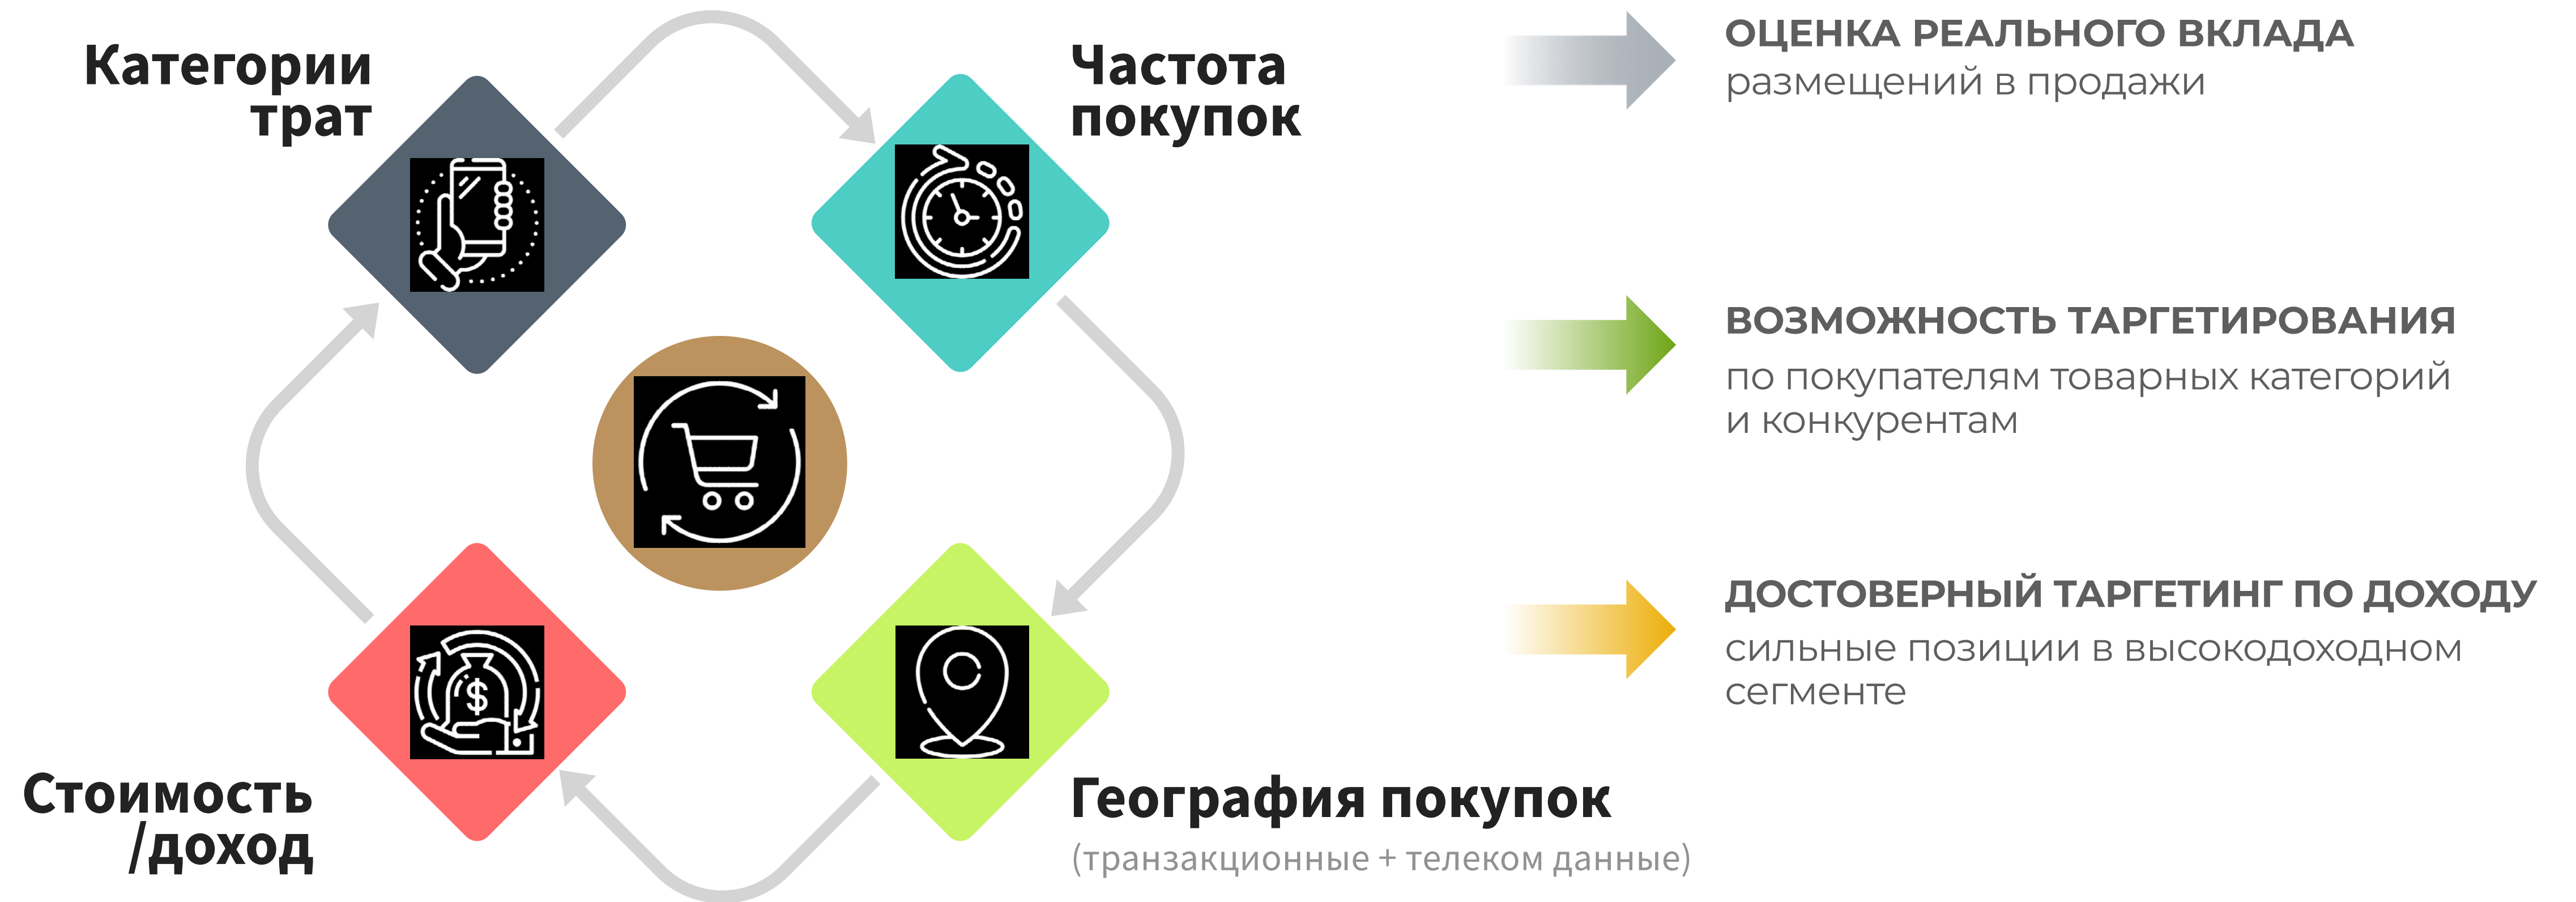 Категории
трат
Частота
покупок
Стоимость
/доход
$
География покупок
(транзакционные + телеком данные)
ОЦЕНКА РЕАЛЬНОГО ВКЛАДА
размещений в продажи
ВОЗМОЖНОСТЬ ТАРГЕТИРОВАНИЯ
по покупателям товарных категорий
и конкурентам
ДОСТОВЕРНЫЙ ТАРГЕТИНГ ПО ДОХОДУ
сильные позиции в высокодоходном
сегменте